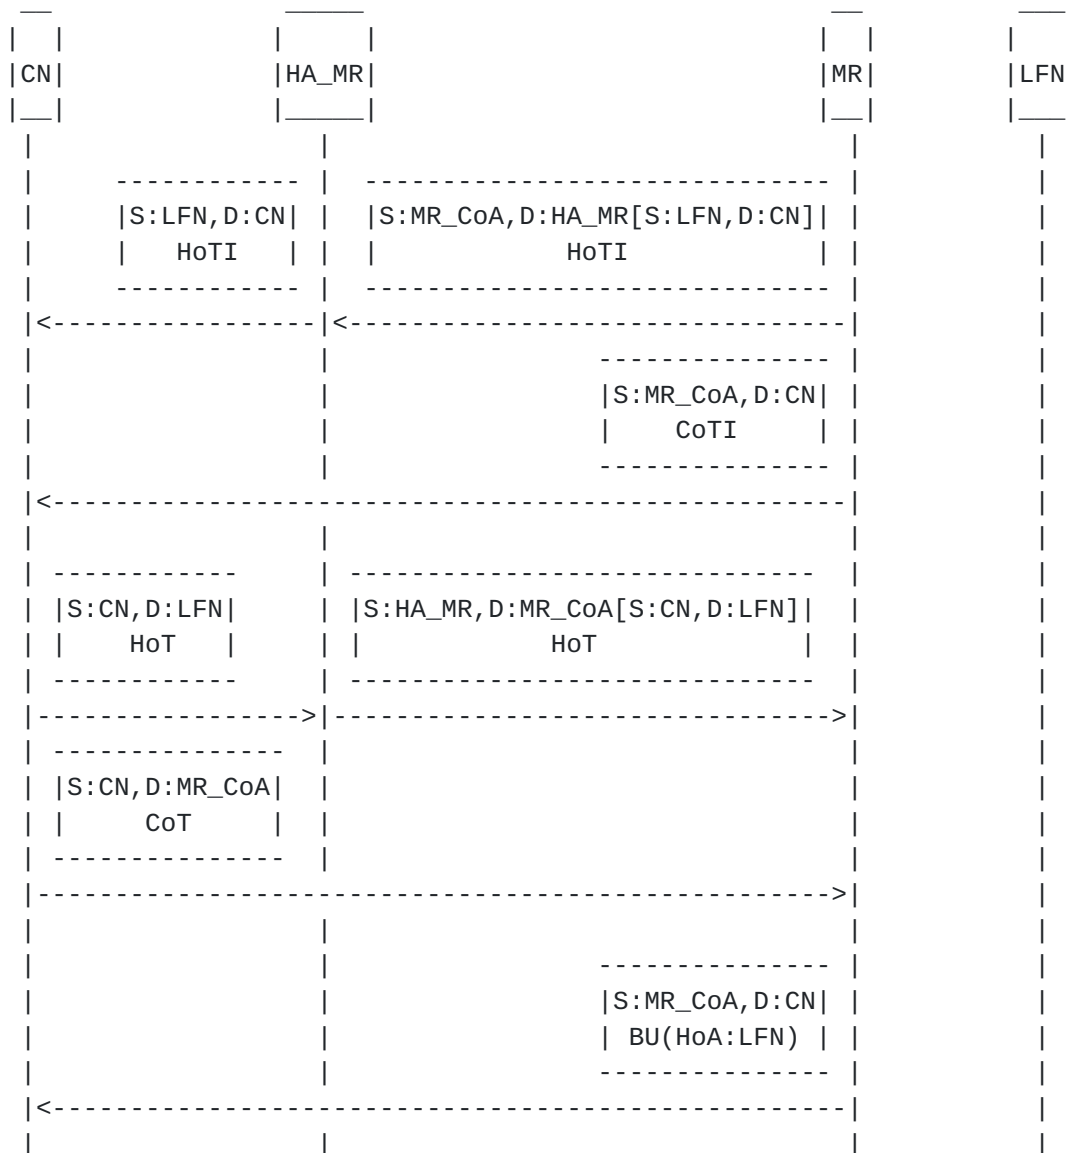 CN HA_MR MR LFN
|S:LFN,D:CN| |S:MR_CoA,D:HA_MR[S:LFN,D:CN]|
HoTI HoTI
|S:MR_CoA,D:CN|
CoTI
|S:CN,D:LFN| |S:HA_MR,D:MR_CoA[S:CN,D:LFN]|
HoT HoT
|S:CN,D:MR_CoA|
CoT
|S:MR_CoA,D:CN|
BU(HoA:LFN)